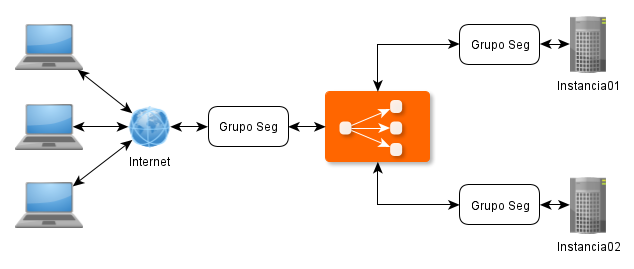 Grupo Seg
Instancia01
Grupo Seg
Internet
Grupo Seg
Instancia02